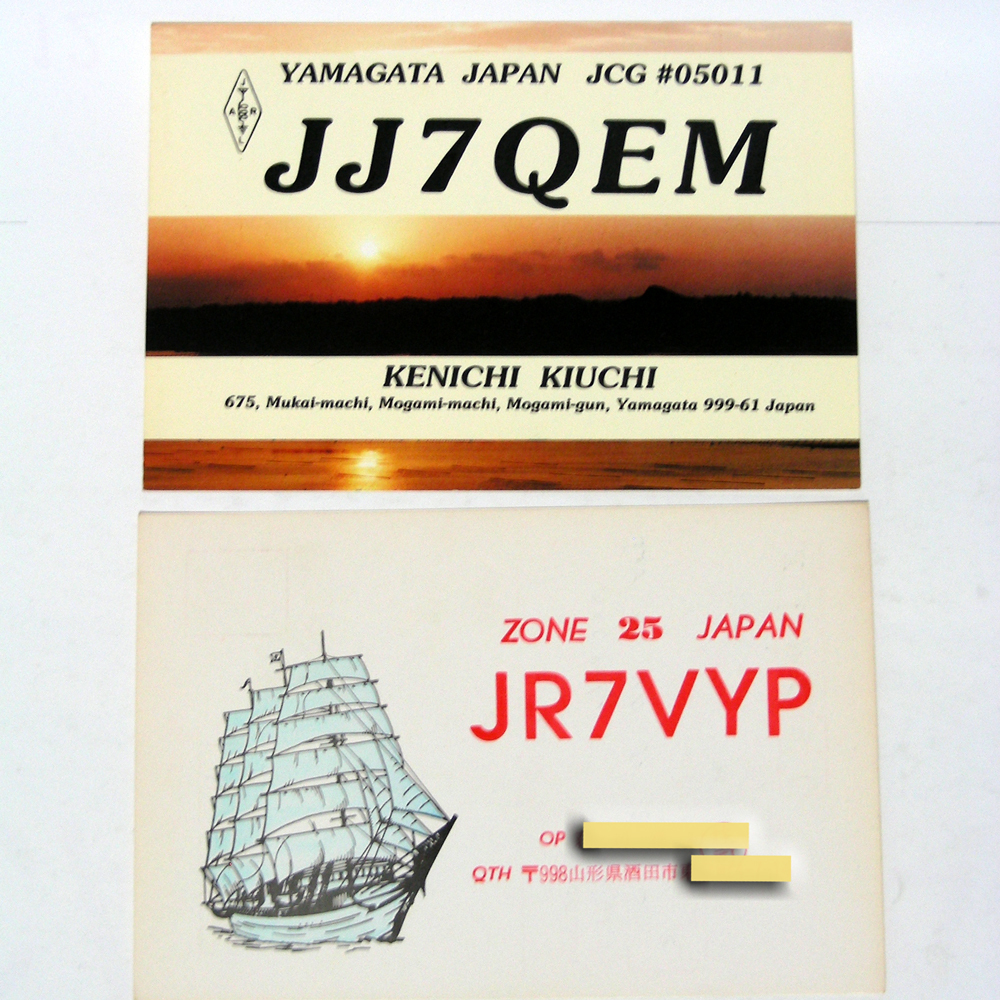 YAMAGATA JAPAN JCG #05011
JJ7QEM
KENICHI KIUCHI
675, Mukai-machi, Mogami-machi, Mogami-gun, Yamagata 999-61 Japan
ZONE 25 JAPAN
JR7VYP
OP
QTH 〒998山形県酒田市